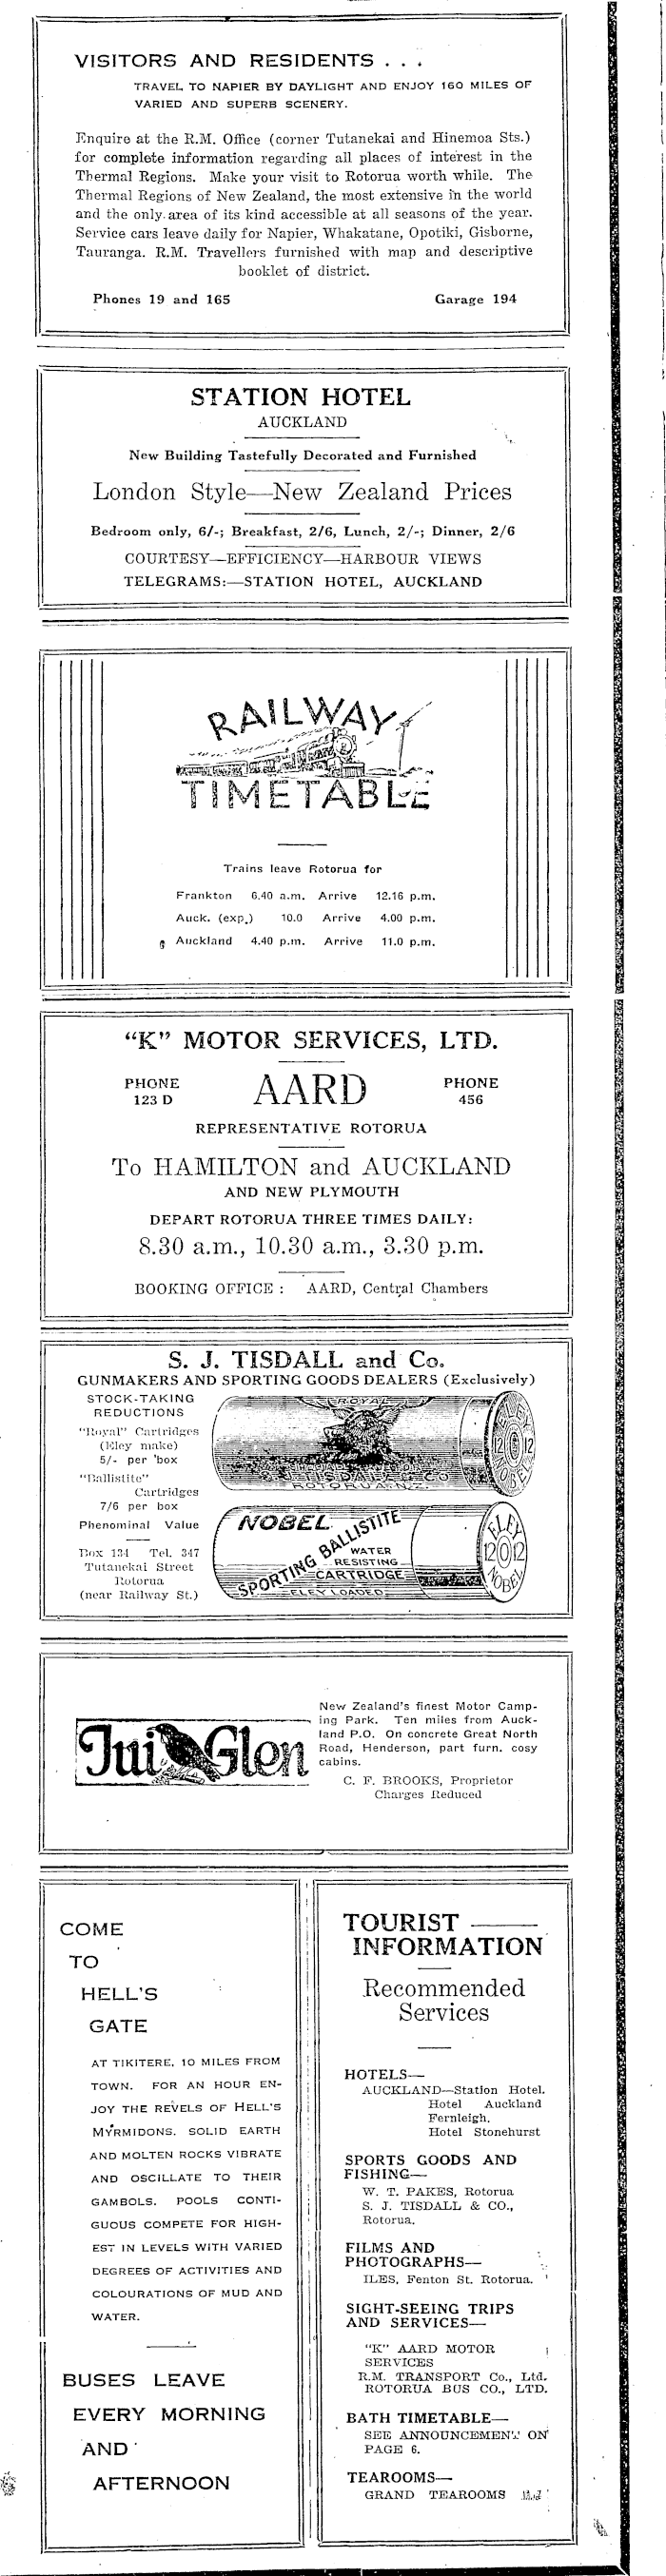 VISITORS AND RESIDENTS . . .
TRAVEL TO NAPIER BY DAYLIGHT AND ENJOY 160 MILES OF
VARIED AND SUPERB SCENERY.
Enquire at the R.M. Office (corner Tutanekai and Hinemoa Sts.)
for complete information regarding all places of interest in the
Thermal Regions. Make your visit to Rotorua worth while. The
Thermal Regions of New Zealand, the most extensive in the world
and the only area of its kind accessible at all seasons of the year.
Service cars leave daily for Napier, Whakatane, Opotiki, Gisborne,
Tauranga. R.M. Travellers furnished with map and descriptive
booklet of district.
Phones 19 and 165 Garage 194
STATION HOTEL
AUCKLAND
New Building Tastefully Decorated and Furnished
London Style—New Zealand Prices
Bedroom only, 6/-; Breakfast, 2/6, Lunch, 2/-; Dinner, 2/6
COURTESY—EFFICIENCY—HARBOUR VIEWS
TELEGRAMS:—STATION HOTEL, AUCKLAND
RAILWAY
TIMETABLE
Trains leave Rotorua for
Frankton 6.40 a.m. Arrive 12.16 p.m.
Auck. (exp.) 10.0 Arrive 4.00 p.m.
Auckland 4.40 p.m. Arrive 11.0 p.m.
"K" MOTOR SERVICES, LTD.
PHONE 123 D
AARD
PHONE 456
REPRESENTATIVE ROTORUA
To HAMILTON and AUCKLAND
AND NEW PLYMOUTH
DEPART ROTORUA THREE TIMES DAILY:
8.30 a.m., 10.30 a.m., 3.30 p.m.
BOOKING OFFICE : AARD, Central Chambers
S. J. TISDALL and Co.
GUNMAKERS AND SPORTING GOODS DEALERS (Exclusively)
STOCK-TAKING
REDUCTIONS
"Royal" Cartridges
(Eley make)
5/- per box
"Ballistite"
Cartridges
7/6 per box
Phenominal Value
Box 134 Tel. 347
Tutanekai Street
Rotorua
(near Railway St.)
ROYAL
S. J. TISDALL & CO
ROTORUA N.Z.
ELEY
12 12
ELEY
NOBEL
SPORTING BALLISTITE
WATER
RESISTING
CARTRIDGE
ELEY LOADED
ELEY
12 12
NOBEL
Tui Glen
New Zealand's finest Motor Camp-
ing Park. Ten miles from Auck-
land P.O. On concrete Great North
Road, Henderson, part furn. cosy
cabins.
C. F. BROOKS, Proprietor
Charges Reduced
COME
TO
HELL'S
GATE
AT TIKITERE, 10 MILES FROM
TOWN. FOR AN HOUR EN-
JOY THE REVELS OF HELL'S
MYRMIDONS. SOLID EARTH
AND MOLTEN ROCKS VIBRATE
AND OSCILLATE TO THEIR
GAMBOLS. POOLS CONTI-
GUOUS COMPETE FOR HIGH-
EST IN LEVELS WITH VARIED
DEGREES OF ACTIVITIES AND
COLOURATIONS OF MUD AND
WATER.
BUSES LEAVE
EVERY MORNING
AND
AFTERNOON
TOURIST
INFORMATION
Recommended
Services
HOTELS—
AUCKLAND—Station Hotel.
Hotel Auckland
Fernleigh.
Hotel Stonehurst
SPORTS GOODS AND
FISHING—
W. T. PAKES, Rotorua
S. J. TISDALL & CO.,
Rotorua.
FILMS AND
PHOTOGRAPHS—
ILES, Fenton St. Rotorua.
SIGHT-SEEING TRIPS
AND SERVICES—
"K" AARD MOTOR
SERVICES
R.M. TRANSPORT Co., Ltd.
ROTORUA BUS CO., LTD.
BATH TIMETABLE—
SEE ANNOUNCEMENT ON
PAGE 6.
TEAROOMS—
GRAND TEAROOMS